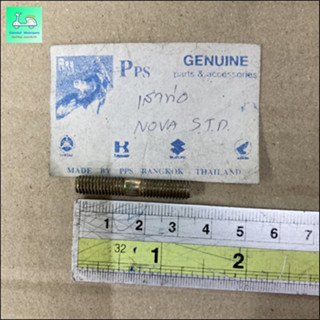 PPS
GENUINE
parts & accessories
เสาท่อ
NOVA S.T.D.
MADE BY PPS BANGKOK THAILAND
1 2 3 4 5 6 7
32 1 2